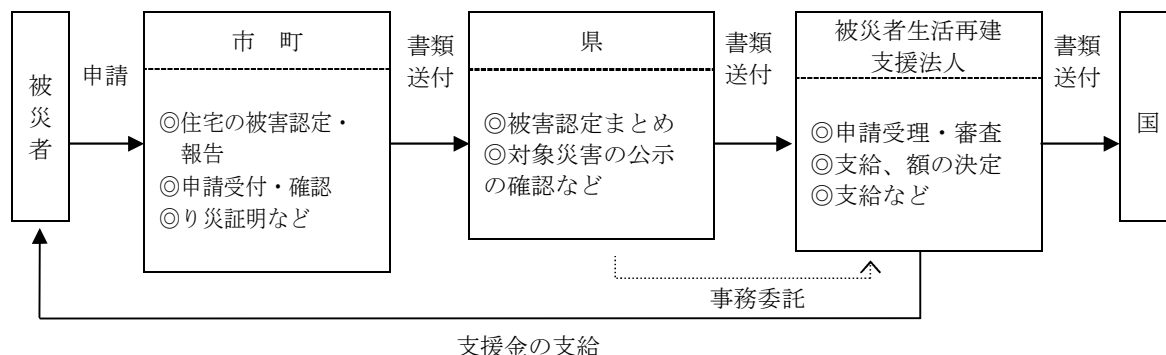 被災者
申請
市　町
◎住宅の被害認定・
報告
◎申請受付・確認
◎り災証明など
書類
送付
県
◎被害認定まとめ
◎対象災害の公示
の確認など
書類
送付
被災者生活再建
支援法人
◎申請受理・審査
◎支給、額の決定
◎支給など
書類
送付
国
事務委託
支援金の支給